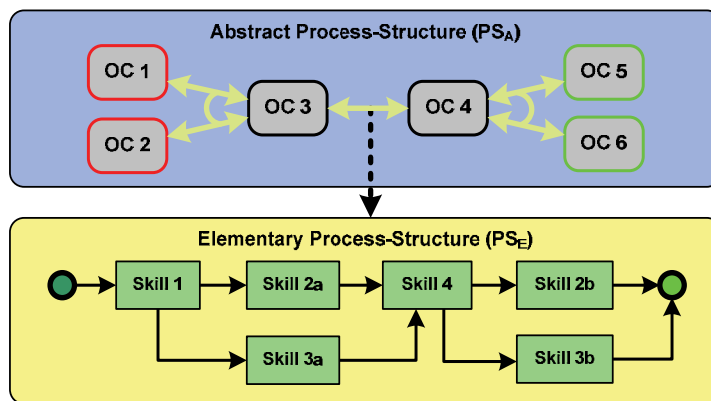 Abstract Process-Structure (PSA)
OC 1
OC 5
OC 3
OC 4
OC 2
OC 6
Elementary Process-Structure (PSE)
Skill 1
Skill 2a
Skill 4
Skill 2b
Skill 3a
Skill 3b